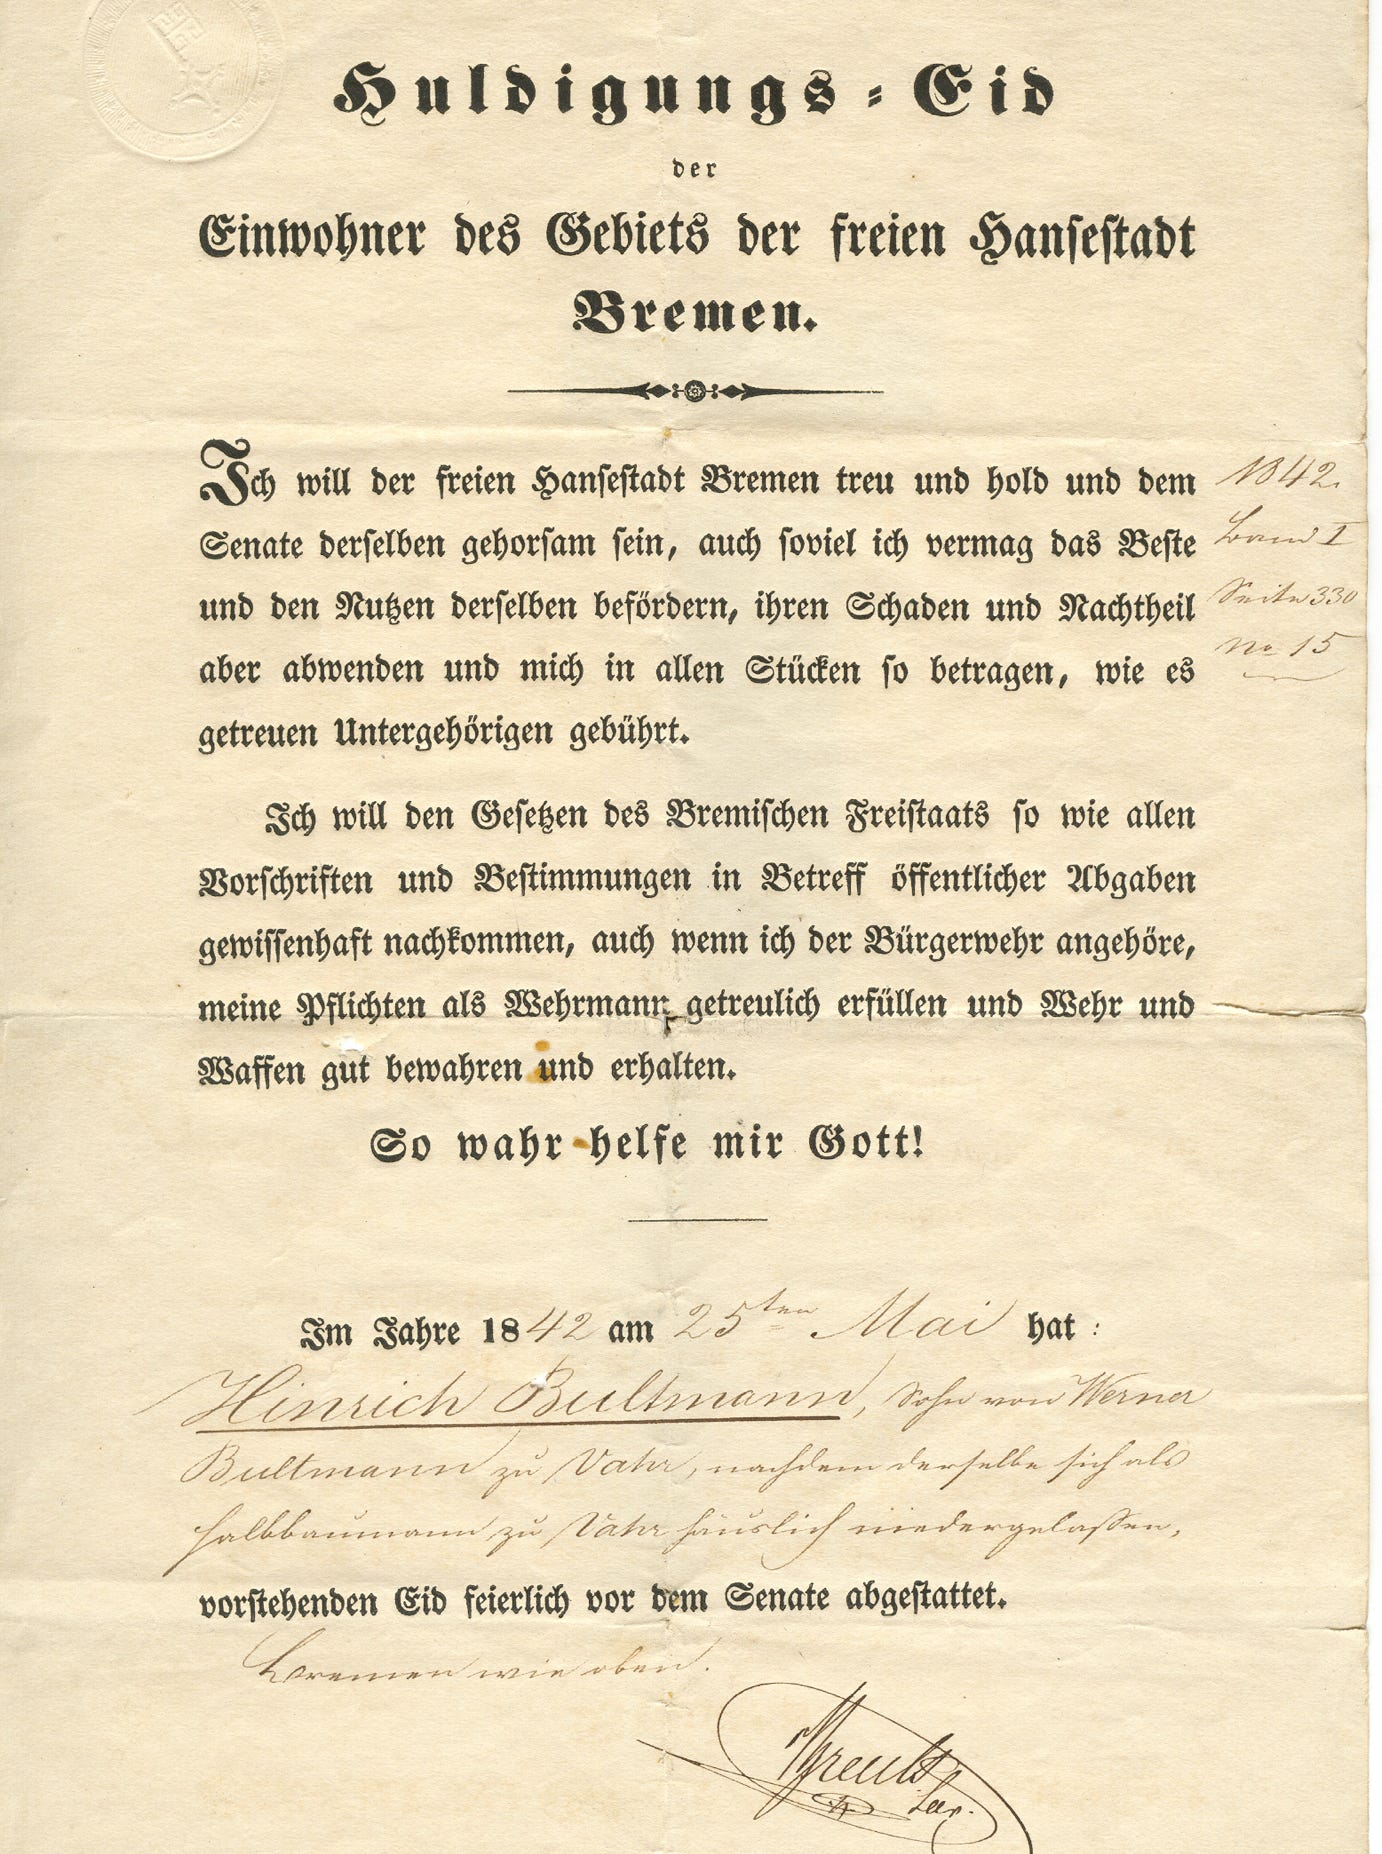 Huldigungs-Eid
der
Einwohner des Gebiets der freien Hansestadt
Bremen.
Ich will der freien Hansestadt Bremen treu und hold und dem
Senate derselben gehorsam sein, auch soviel ich vermag das Beste
und den Nutzen derselben befördern, ihren Schaden und Nachtheil
aber abwenden und mich in allen Stücken so betragen, wie es
getreuen Untergehörigen gebührt.
1842.
Band I
Seite 330
No 15
Ich will den Gesetzen des Bremischen Freistaats so wie allen
Vorschriften und Bestimmungen in Betreff öffentlicher Abgaben
gewissenhaft nachkommen, auch wenn ich der Bürgerwehr angehöre,
meine Pflichten als Wehrmann getreulich erfüllen und Wehr und
Waffen gut bewahren und erhalten.
So wahr helfe mir Gott!
Im Jahre 1842 am 25ten Mai hat:
Hinrich Bultmann, Sohn von Werner
Bultmann zu Vahr, nachdem derselbe sich als
Halbbaumann zu Vahr häuslich niedergelassen,
vorstehenden Eid feierlich vor dem Senate abgestattet.
Bremen wie oben.